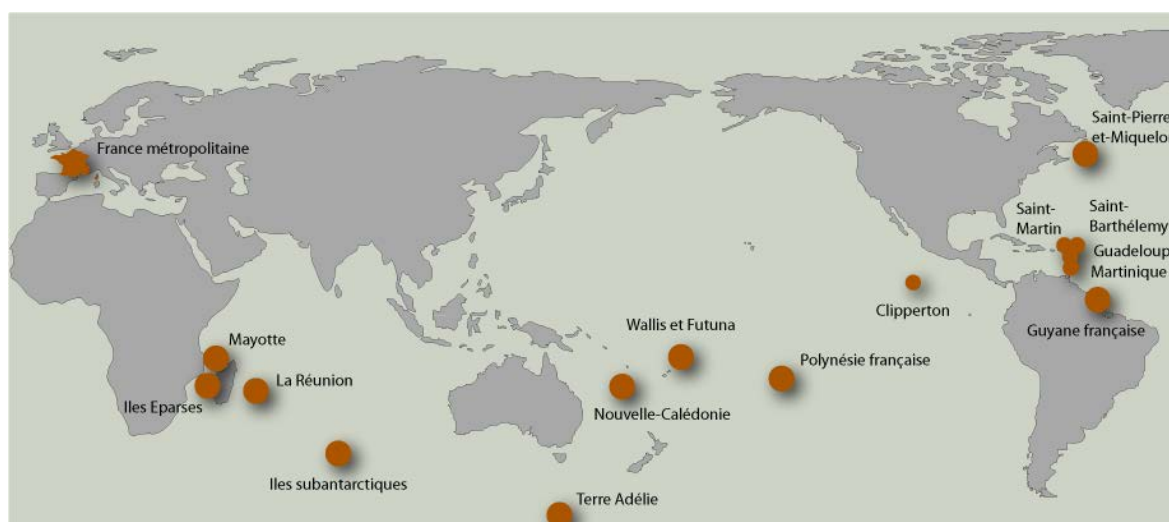 Saint-Pierre
et-Miquelon
France métropolitaine
Saint-
Martin
Saint-
Barthélemy
Guadeloup
Martinique
Clipperton
Guyane française
Wallis et Futuna
Mayotte
Polynésie française
La Réunion
Iles Eparses
Nouvelle-Calédonie
Iles subantarctiques
Terre Adélie